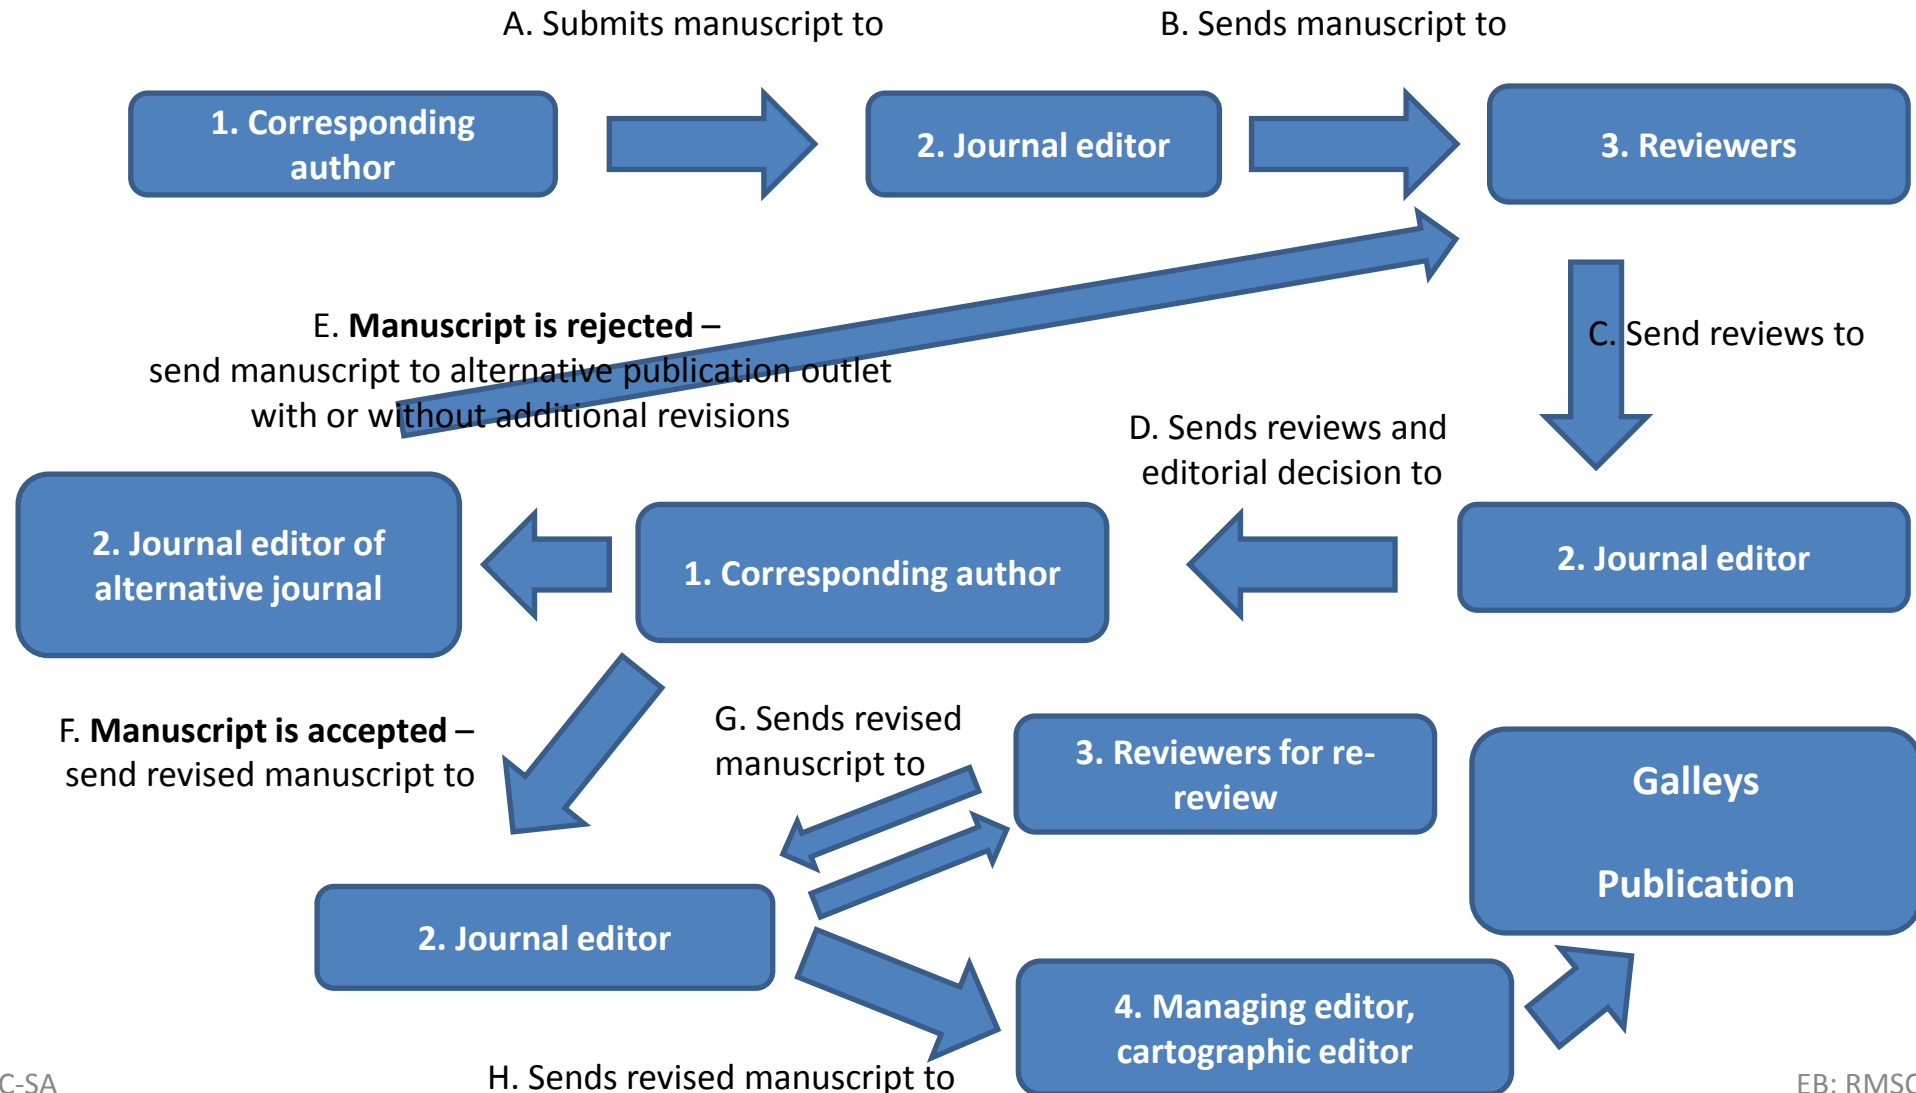 A. Submits manuscript to
B. Sends manuscript to
1. Corresponding
author
2. Journal editor
3. Reviewers
E. Manuscript is rejected –
send manuscript to alternative publication outlet
with or without additional revisions
C. Send reviews to
D. Sends reviews and
editorial decision to
2. Journal editor of
alternative journal
1. Corresponding author
2. Journal editor
F. Manuscript is accepted –
send revised manuscript to
G. Sends revised
manuscript to
3. Reviewers for re-
review
Galleys
Publication
2. Journal editor
4. Managing editor,
cartographic editor
H. Sends revised manuscript to
C-SA
EB: RMSC